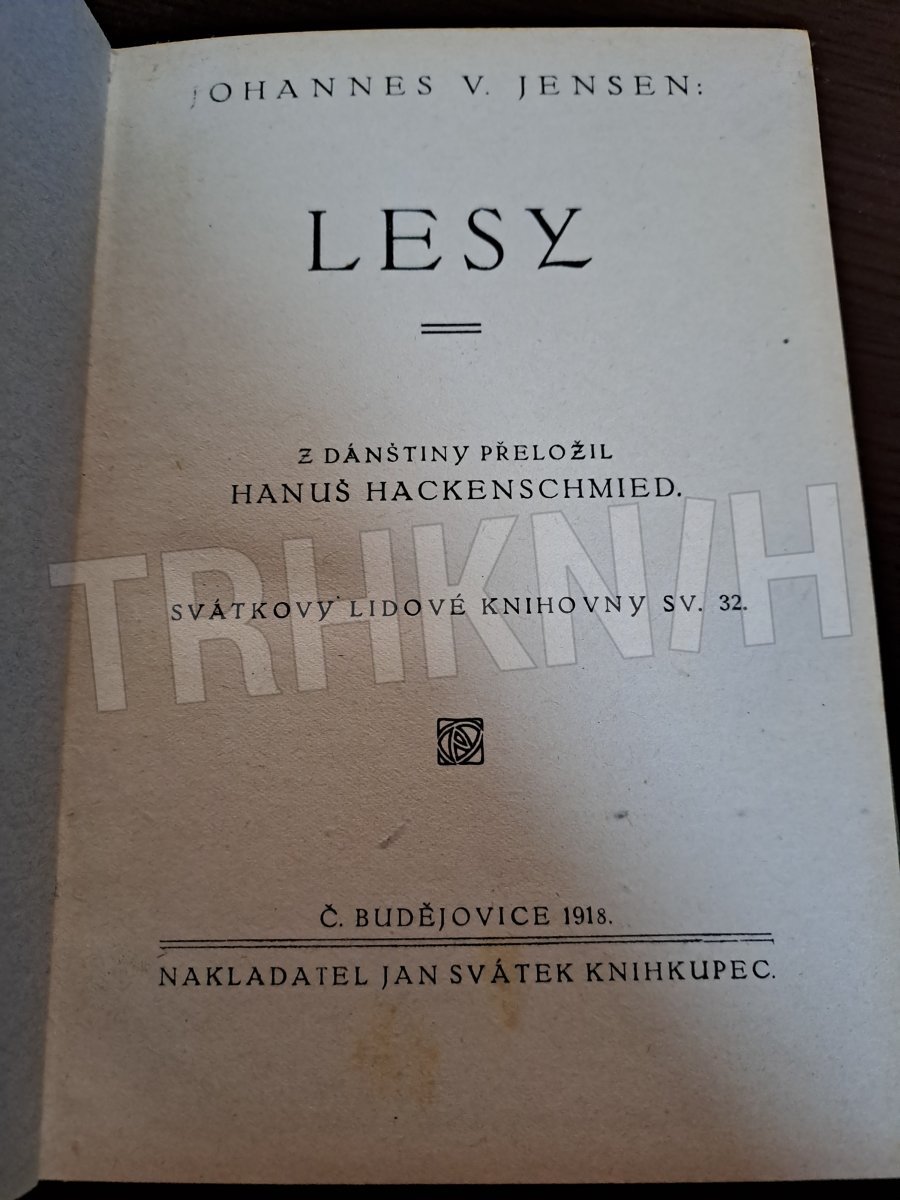 JOHANNES V. JENSEN:
LESY
Z DÁNŠTINY PŘELOŽIL
HANUŠ HACKENSCHMIED.
TRHKNIH
SVÁTKOVY LIDOVÉ KNIHOVNY SV. 32.
Č. BUDĚJOVICE 1918.
NAKLADATEL JAN SVÁTEK KNIHKUPEC.